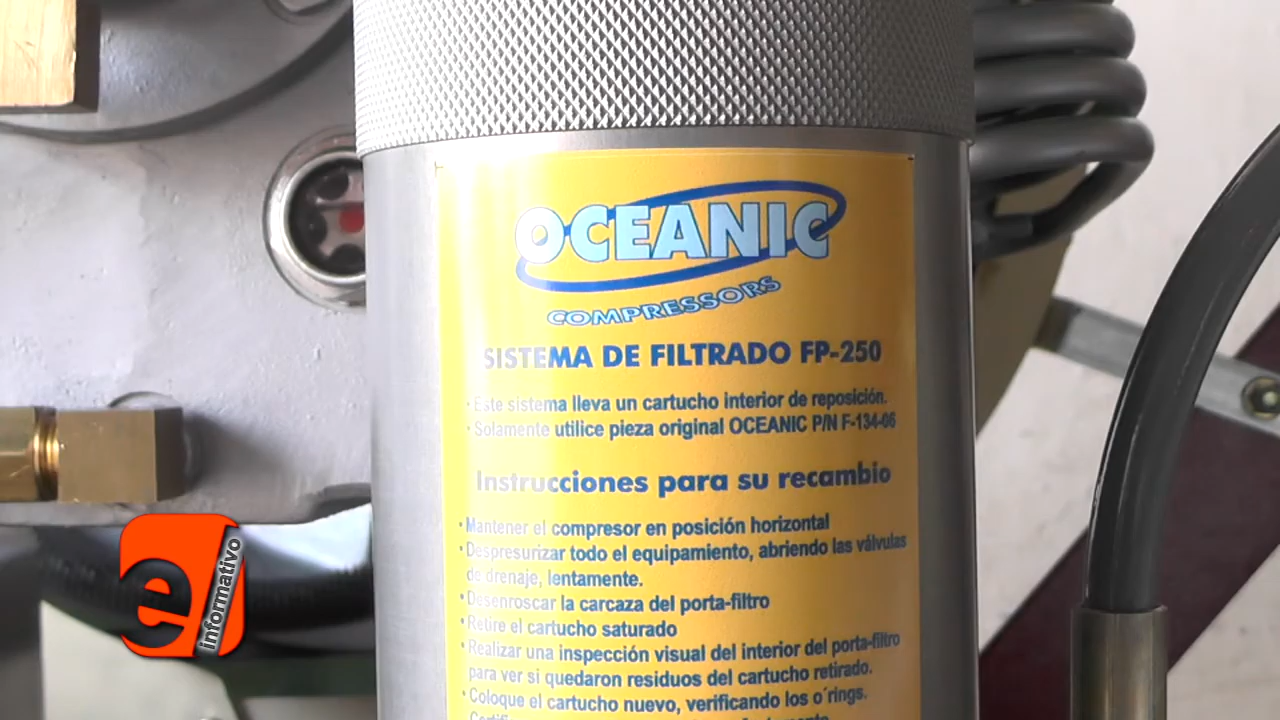 OCEANIC
COMPRESSORS
SISTEMA DE FILTRADO FP-250
· Este sistema lleva un cartucho interior de reposición.
· Solamente utilice pieza original OCEANIC P/N F-134-06
Instrucciones para su recambio
· Mantener el compresor en posición horizontal
· Despresurizar todo el equipamiento, abriendo las válvulas
de drenaje, lentamente.
· Desenroscar la carcaza del porta-filtro
· Retire el cartucho saturado
· Realizar una inspección visual del interior del porta-filtro
para ver si quedaron residuos del cartucho retirado.
· Coloque el cartucho nuevo, verificando los o´rings.
e informativo